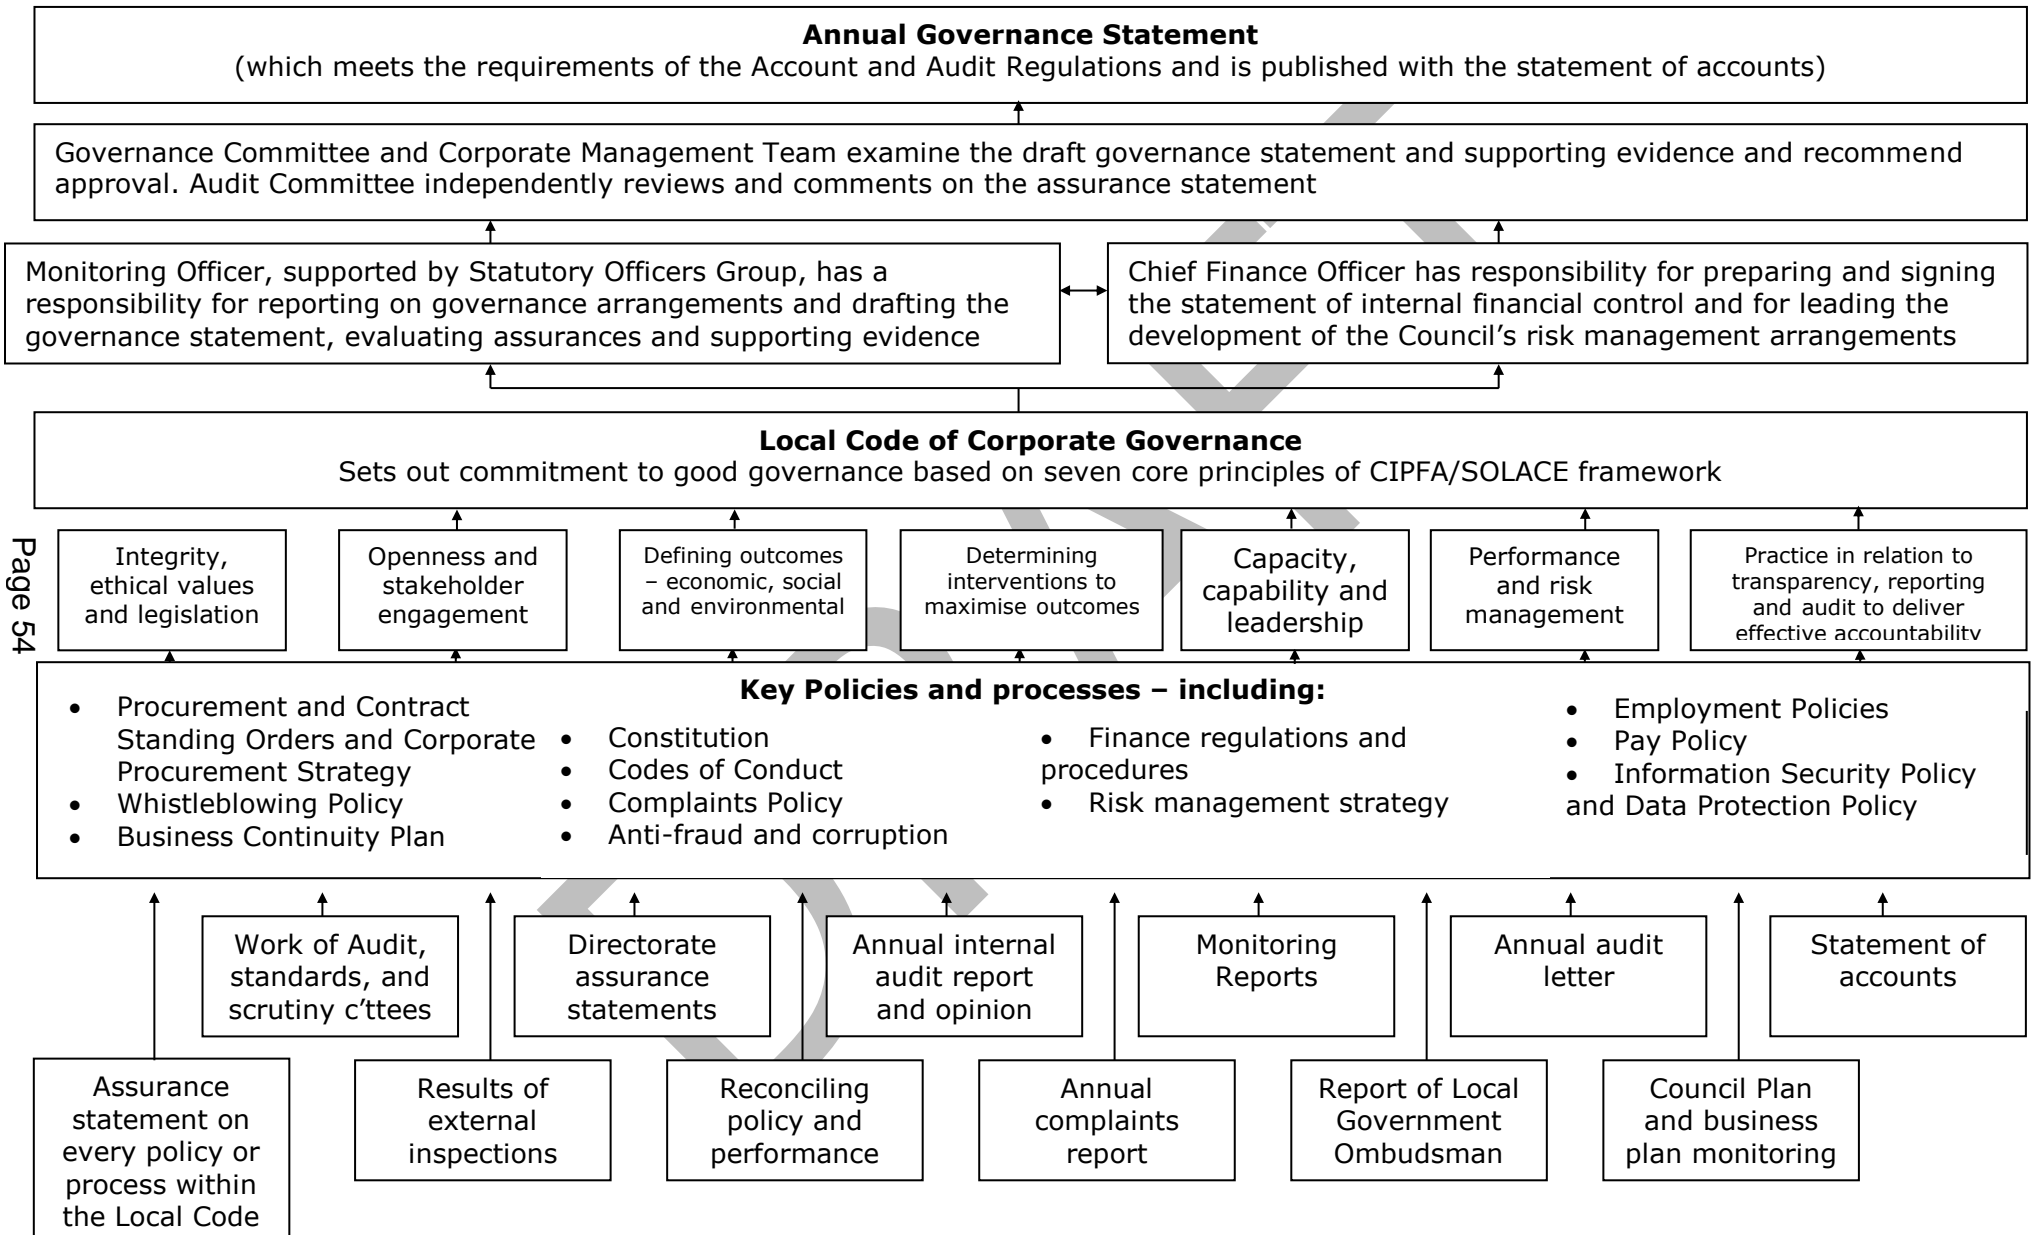 Annual Governance Statement
(which meets the requirements of the Account and Audit Regulations and is published with the statement of accounts)
Governance Committee and Corporate Management Team examine the draft governance statement and supporting evidence and recommend
approval. Audit Committee independently reviews and comments on the assurance statement
Monitoring Officer, supported by Statutory Officers Group, has a
responsibility for reporting on governance arrangements and drafting the
governance statement, evaluating assurances and supporting evidence
Chief Finance Officer has responsibility for preparing and signing
the statement of internal financial control and for leading the
development of the Council's risk management arrangements
Local Code of Corporate Governance
Sets out commitment to good governance based on seven core principles of CIPFA/SOLACE framework
Page 54
Integrity,
ethical values
and legislation
Openness and
stakeholder
engagement
Defining outcomes
– economic, social
and environmental
Determining
interventions to
maximise outcomes
Capacity,
capability and
leadership
Performance
and risk
management
Practice in relation to
transparency, reporting
and audit to deliver
effective accountability
Key Policies and processes – including:
• Procurement and Contract
Standing Orders and Corporate
Procurement Strategy
• Whistleblowing Policy
• Business Continuity Plan
• Constitution
• Codes of Conduct
• Complaints Policy
• Anti-fraud and corruption
• Finance regulations and
procedures
• Risk management strategy
• Employment Policies
• Pay Policy
• Information Security Policy
and Data Protection Policy
Work of Audit,
standards, and
scrutiny c'ttees
Directorate
assurance
statements
Annual internal
audit report
and opinion
Monitoring
Reports
Annual audit
letter
Statement of
accounts
Assurance
statement on
every policy or
process within
the Local Code
Results of
external
inspections
Reconciling
policy and
performance
Annual
complaints
report
Report of Local
Government
Ombudsman
Council Plan
and business
plan monitoring
DRAFT